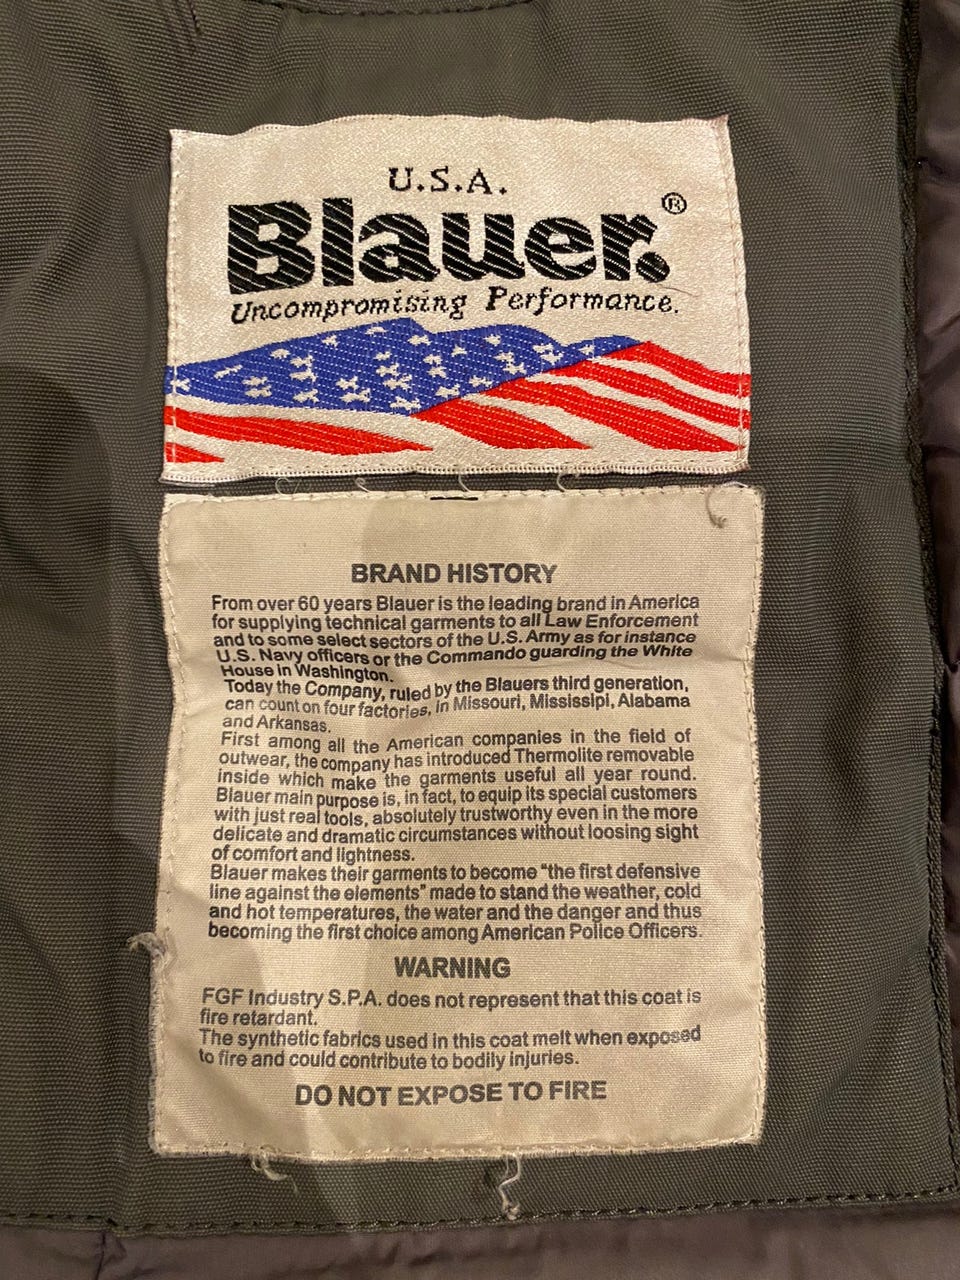 U.S.A.
Blauer.®
Uncompromising Performance.
BRAND HISTORY
From over 60 years Blauer is the leading brand in America
for supplying technical garments to all Law Enforcement
and to some select sectors of the U.S. Army as for instance
U.S. Navy officers or the Commando guarding the White
House in Washington.
Today the Company, ruled by the Blauers third generation,
can count on four factories, in Missouri, Mississipi, Alabama
and Arkansas.
First among all the American companies in the field of
outwear, the company has introduced Thermolite removable
inside which make the garments useful all year round.
Blauer main purpose is, in fact, to equip its special customers
with just real tools, absolutely trustworthy even in the more
delicate and dramatic circumstances without loosing sight
of comfort and lightness.
Blauer makes their garments to become “the first defensive
line against the elements” made to stand the weather, cold
and hot temperatures, the water and the danger and thus
becoming the first choice among American Police Officers.
WARNING
FGF Industry S.P.A. does not represent that this coat is
fire retardant.
The synthetic fabrics used in this coat melt when exposed
to fire and could contribute to bodily injuries.
DO NOT EXPOSE TO FIRE